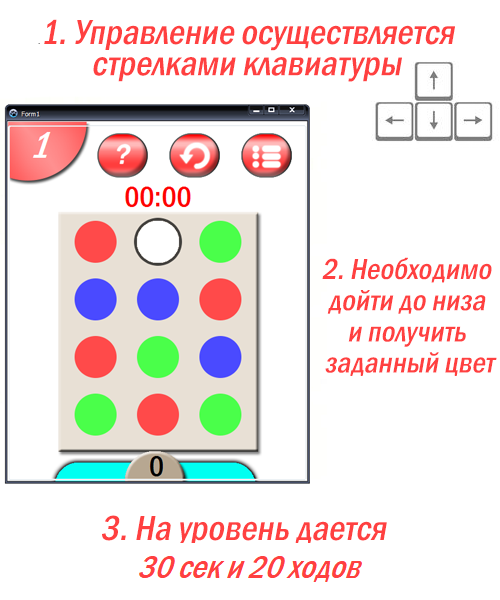 1. Управление осуществляется
стрелками клавиатуры
Form1
1
?
00:00
2. Необходимо
дойти до низа
и получить
заданный цвет
0
3. На уровень дается
30 сек и 20 ходов